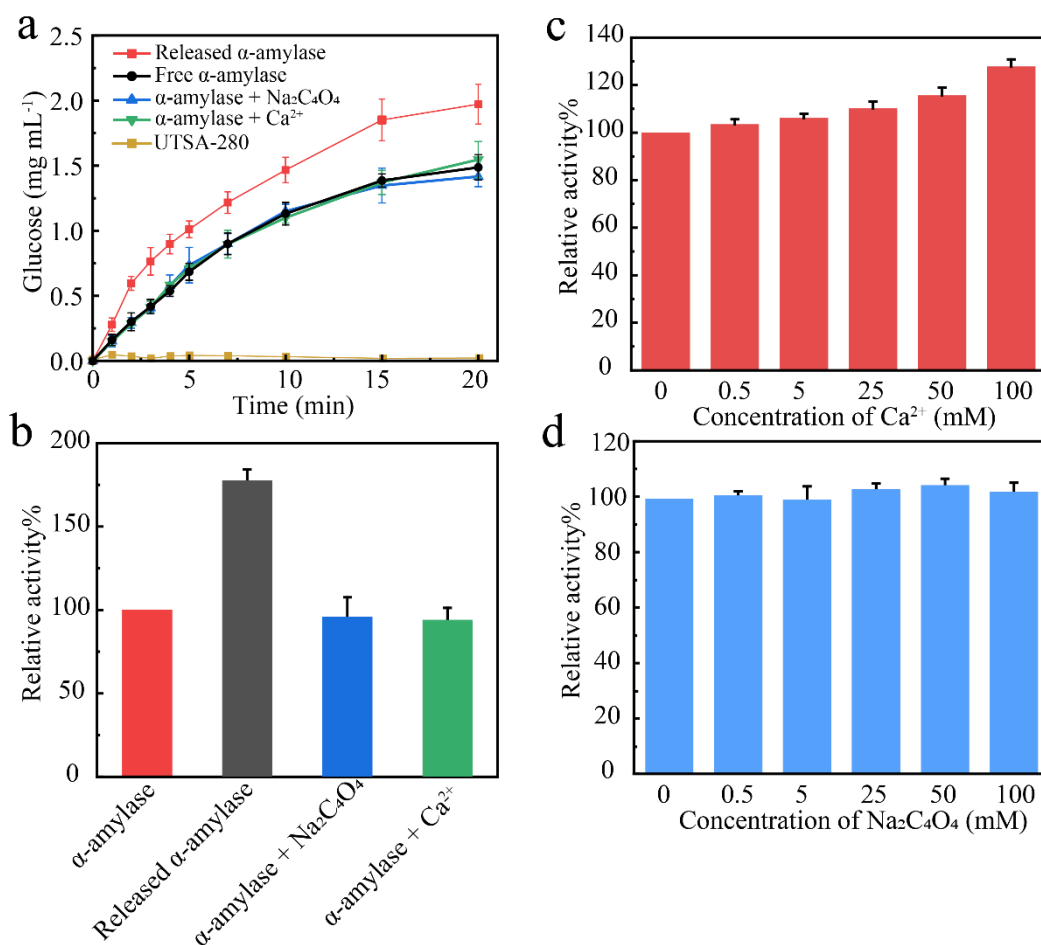 a
2.5
2.0
1.5
1.0
0.5
0.0
Glucose (mg mL⁻¹)
Released α-amylase
Free α-amylase
α-amylase + Na₂C₄O₄
α-amylase + Ca²⁺
UTSA-280
0 5 10 15 20
Time (min)
b
200
150
100
50
0
Relative activity%
α-amylase
Released α-amylase
α-amylase + Na₂C₄O₄
α-amylase + Ca²⁺
c
140
120
100
80
60
40
20
0
Relative activity%
0 0.5 5 25 50 100
Concentration of Ca²⁺ (mM)
d
120
100
80
60
40
20
0
Relative activity%
0 0.5 5 25 50 100
Concentration of Na₂C₄O₄ (mM)